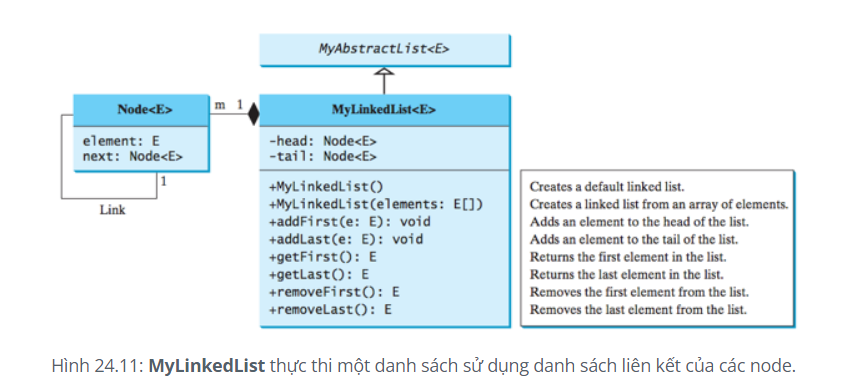 MyAbstractList<E>
Node<E>
element: E
next: Node<E>
m 1
1
Link
MyLinkedList<E>
-head: Node<E>
-tail: Node<E>
+MyLinkedList()
+MyLinkedList(elements: E[])
+addFirst(e: E): void
+addLast(e: E): void
+getFirst(): E
+getLast(): E
+removeFirst(): E
+removeLast(): E
Creates a default linked list.
Creates a linked list from an array of elements.
Adds an element to the head of the list.
Adds an element to the tail of the list.
Returns the first element in the list.
Returns the last element in the list.
Removes the first element from the list.
Removes the last element from the list.
Hình 24.11: MyLinkedList thực thi một danh sách sử dụng danh sách liên kết của các node.